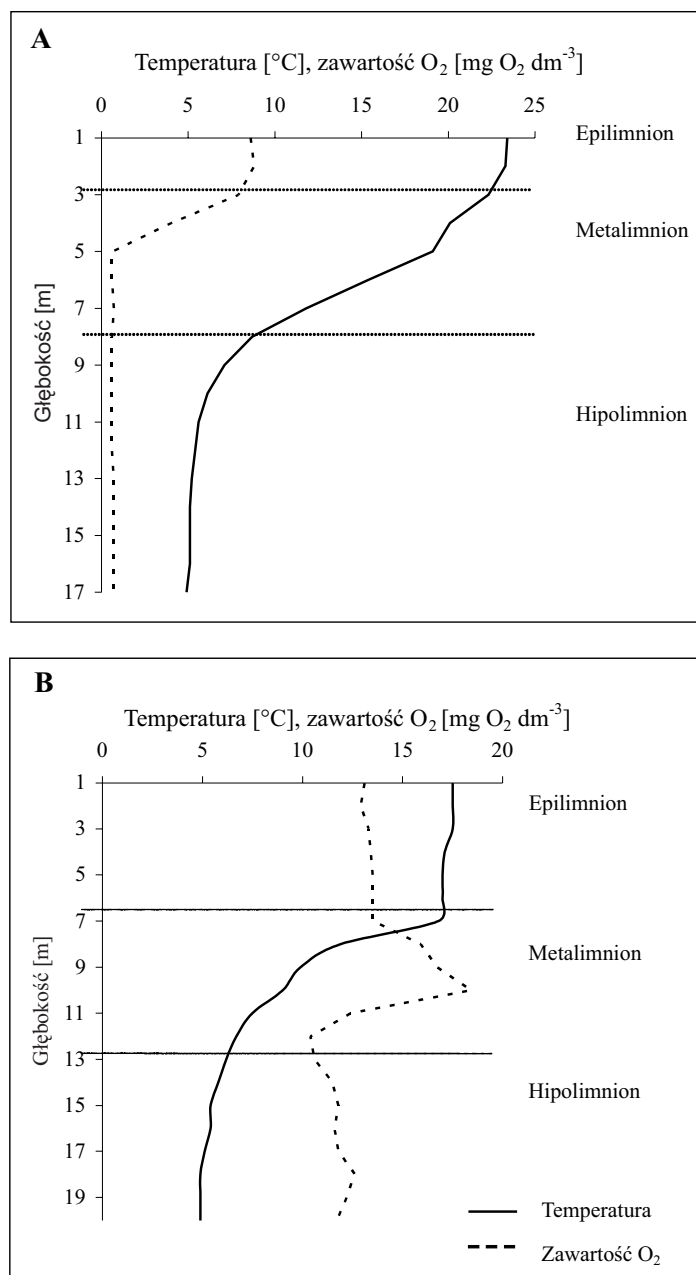 A
Temperatura [°C], zawartość O₂ [mg O₂ dm⁻³]
0 5 10 15 20 25
1
3
5
7
9
11
13
15
17
Głębokość [m]
Epilimnion
Metalimnion
Hipolimnion
B
Temperatura [°C], zawartość O₂ [mg O₂ dm⁻³]
0 5 10 15 20
1
3
5
7
9
11
13
15
17
19
Głębokość [m]
Epilimnion
Metalimnion
Hipolimnion
Temperatura
Zawartość O₂